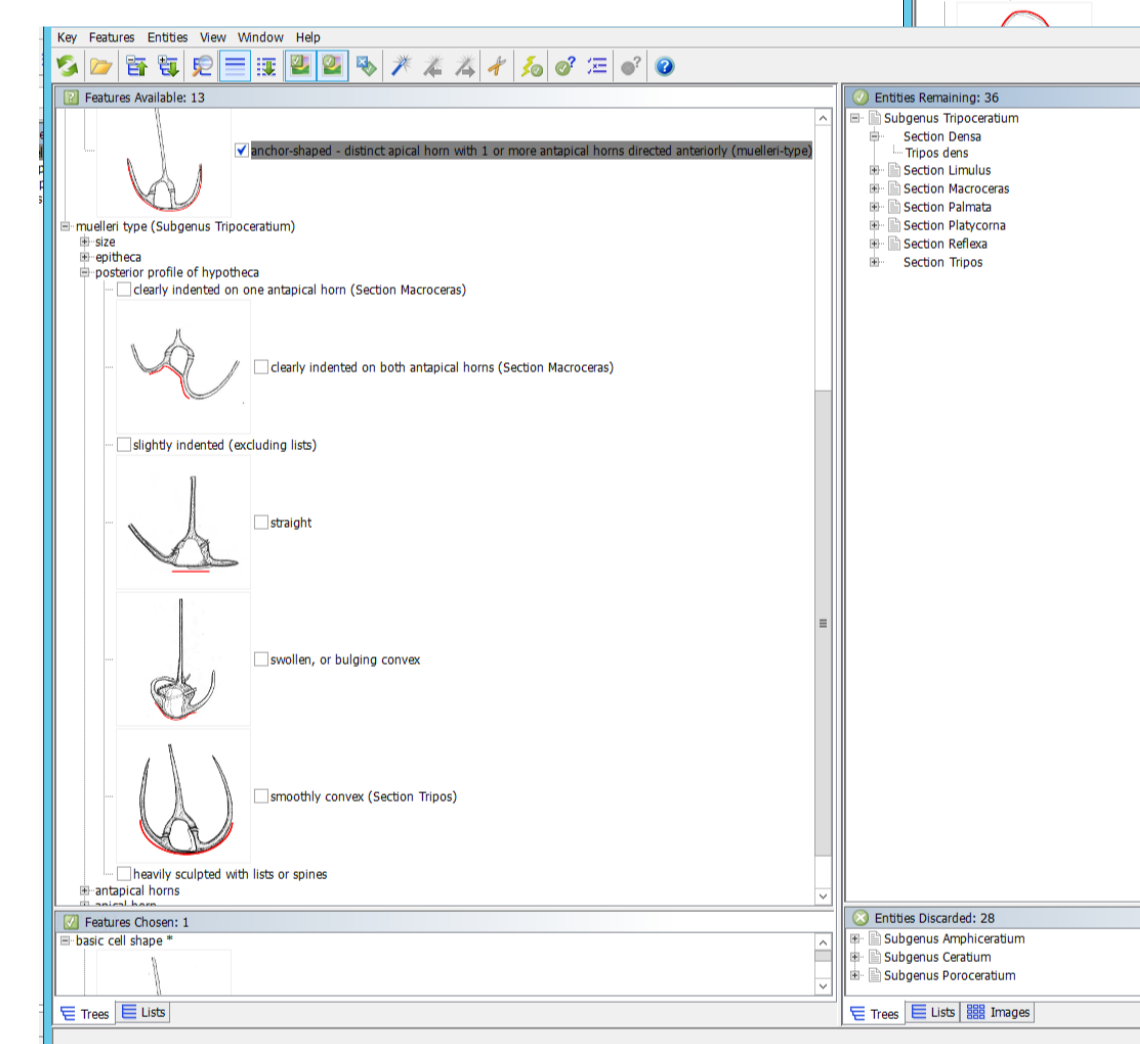 Key Features Entities View Window Help
Features Available: 13
anchor-shaped - distinct apical horn with 1 or more antapical horns directed anteriorly (muelleri-type)
muelleri type (Subgenus Tripoceratium)
size
epitheca
posterior profile of hypotheca
clearly indented on one antapical horn (Section Macroceras)
clearly indented on both antapical horns (Section Macroceras)
slightly indented (excluding lists)
straight
swollen, or bulging convex
smoothly convex (Section Tripos)
heavily sculpted with lists or spines
antapical horns
apical horn
Features Chosen: 1
basic cell shape *
Trees Lists
Entities Remaining: 36
Subgenus Tripoceratium
Section Densa
Tripos dens
Section Limulus
Section Macroceras
Section Palmata
Section Platycorna
Section Reflexa
Section Tripos
Entities Discarded: 28
Subgenus Amphiceratium
Subgenus Ceratium
Subgenus Poroceratium
Trees Lists Images